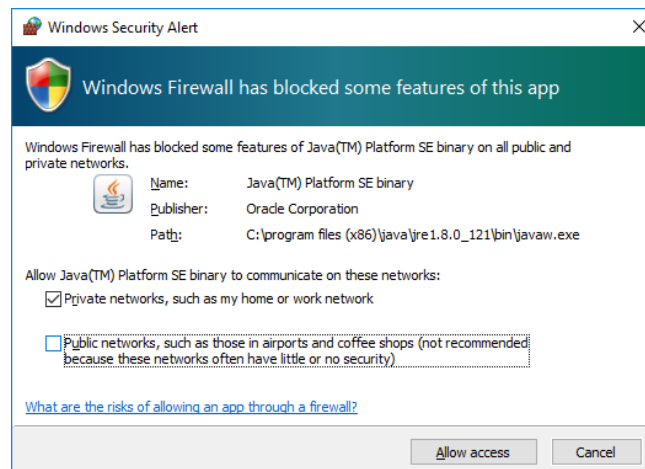 Windows Security Alert
Windows Firewall has blocked some features of this app
Windows Firewall has blocked some features of Java(TM) Platform SE binary on all public and
private networks.
Name: Java(TM) Platform SE binary
Publisher: Oracle Corporation
Path: C:\program files (x86)\java\jre1.8.0_121\bin\javaw.exe
Allow Java(TM) Platform SE binary to communicate on these networks:
Private networks, such as my home or work network
Public networks, such as those in airports and coffee shops (not recommended
because these networks often have little or no security)
What are the risks of allowing an app through a firewall?
Allow access Cancel